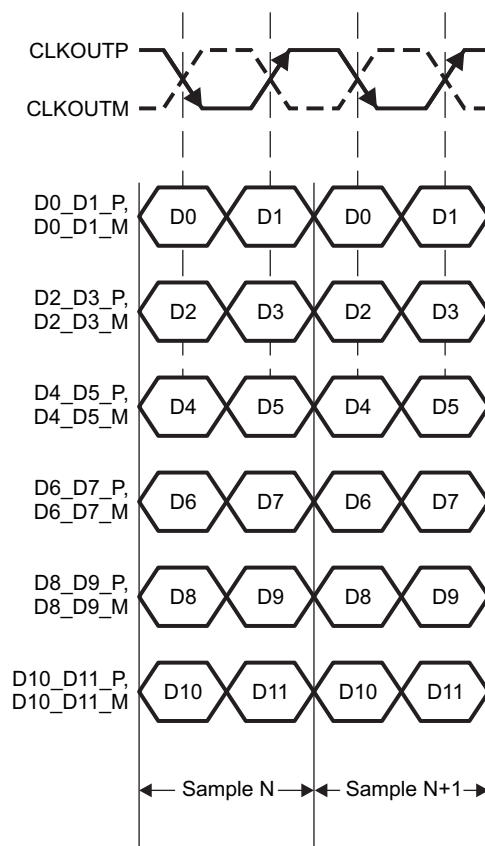 CLKOUTP
CLKOUTM
D0_D1_P,
D0_D1_M
D0 D1 D0 D1
D2_D3_P,
D2_D3_M
D2 D3 D2 D3
D4_D5_P,
D4_D5_M
D4 D5 D4 D5
D6_D7_P,
D6_D7_M
D6 D7 D6 D7
D8_D9_P,
D8_D9_M
D8 D9 D8 D9
D10_D11_P,
D10_D11_M
D10 D11 D10 D11
Sample N Sample N+1